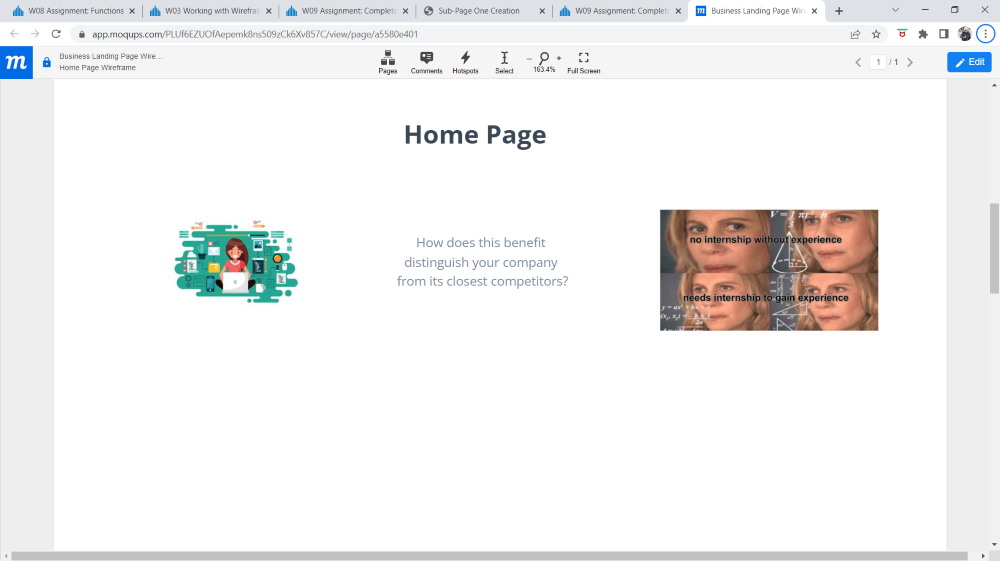 W08 Assignment: Functions
W03 Working with Wirefran
W09 Assignment: Complete
Sub-Page One Creation
W09 Assignment: Complete
Business Landing Page Wir
app.moqups.com/PLUf6EZUOfAepemk8ns509zCk6Xv857C/view/page/a5580e401
m
Business Landing Page Wire...
Home Page Wireframe
Pages
Comments
Hotspots
Select
− 163.4% +
Full Screen
1 / 1
Edit
Home Page
How does this benefit
distinguish your company
from its closest competitors?
no internship without experience
needs internship to gain experience